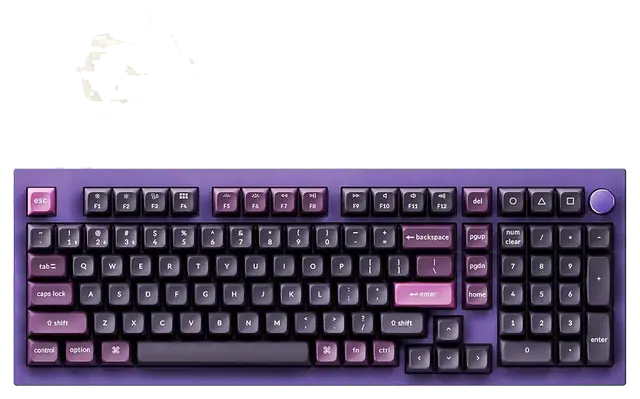 esc F1 F2 F3 F4 F5 F6 F7 F8 F9 F10 F11 F12 del
~ ! 1 @ 2 # 3 $ 4 % 5 ^ 6 & 7 * 8 ( 9 ) 0 — - + = ← backspace pgup num clear / * -
tab Q W E R T Y U I O P { [ } ] | \ pgdn 7 8 9 +
caps lock A S D F G H J K L : ; " ' enter home 4 5 6
⇧ shift Z X C V B N M < , > . ? / ⇧ shift ^ 1 2 3 enter
control option ⌘ ⌘ fn ctrl < ⌄ > 0 .